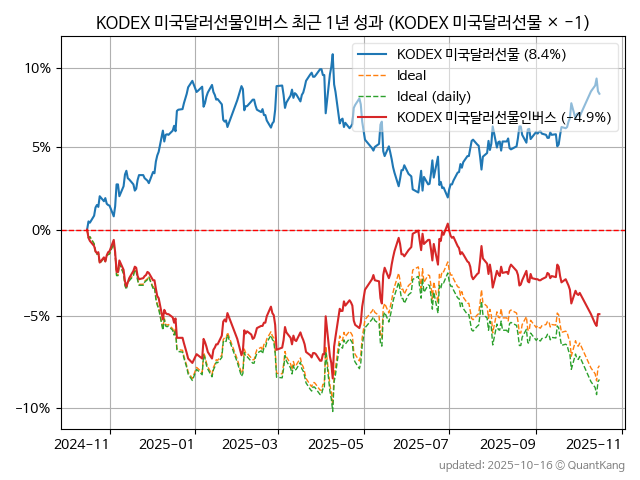 KODEX 미국달러선물인버스 최근 1년 성과 (KODEX 미국달러선물 × −1)
KODEX 미국달러선물 (8.4%)
Ideal
Ideal (daily)
KODEX 미국달러선물인버스 (−4.9%)
10%
5%
0%
−5%
−10%
2024-11 2025-01 2025-03 2025-05 2025-07 2025-09 2025-11
updated: 2025-10-16 © QuantKang